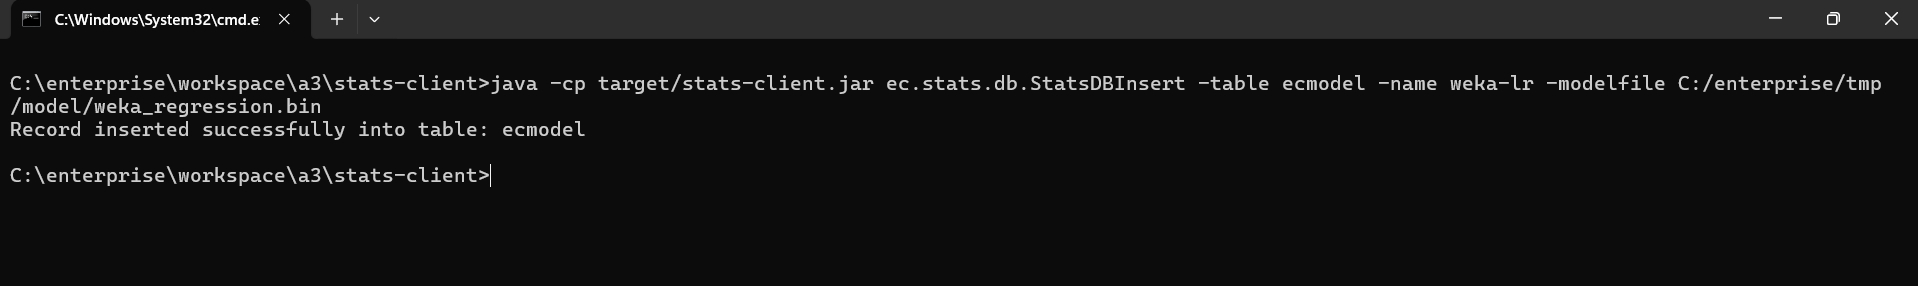 C:\Windows\System32\cmd.e
C:\enterprise\workspace\a3\stats-client>java -cp target/stats-client.jar ec.stats.db.StatsDBInsert -table ecmodel -name weka-lr -modelfile C:/enterprise/tmp
/model/weka_regression.bin
Record inserted successfully into table: ecmodel
C:\enterprise\workspace\a3\stats-client>